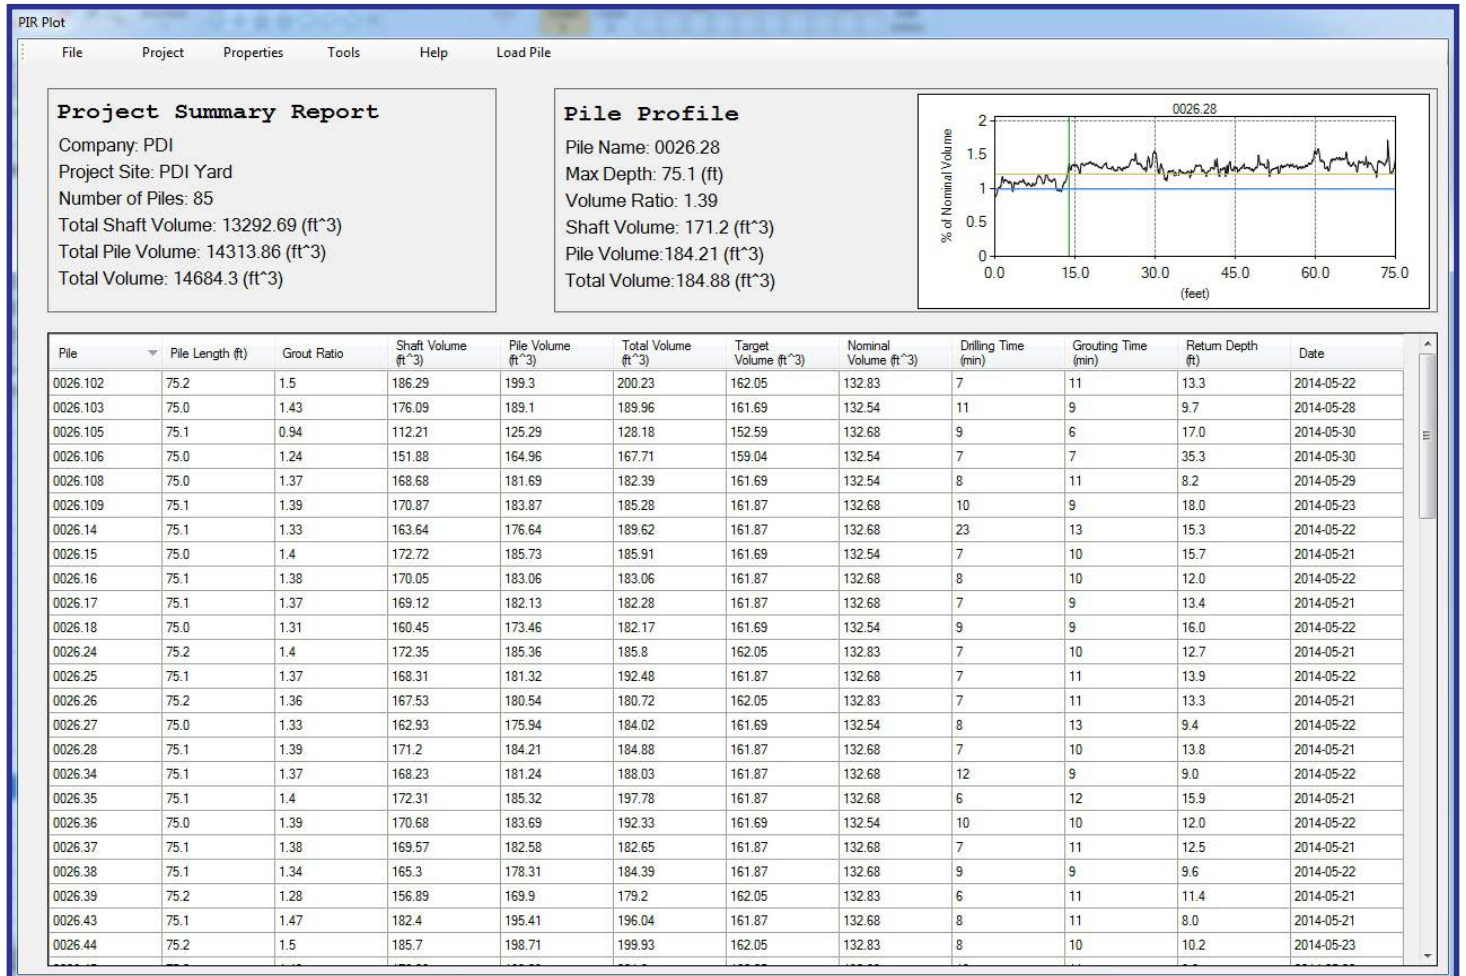 PIR Plot
File Project Properties Tools Help Load Pile
Project Summary Report
Company: PDI
Project Site: PDI Yard
Number of Piles: 85
Total Shaft Volume: 13292.69 (ft^3)
Total Pile Volume: 14313.86 (ft^3)
Total Volume: 14684.3 (ft^3)
Pile Profile
Pile Name: 0026.28
Max Depth: 75.1 (ft)
Volume Ratio: 1.39
Shaft Volume: 171.2 (ft^3)
Pile Volume:184.21 (ft^3)
Total Volume:184.88 (ft^3)
0026.28
% of Nominal Volume
2
1.5
1
0.5
0
0.0 15.0 30.0 45.0 60.0 75.0
(feet)
Pile Pile Length (ft) Grout Ratio Shaft Volume (ft^3) Pile Volume (ft^3) Total Volume (ft^3) Target Volume (ft^3) Nominal Volume (ft^3) Drilling Time (min) Grouting Time (min) Return Depth (ft) Date
0026.102 75.2 1.5 186.29 199.3 200.23 162.05 132.83 7 11 13.3 2014-05-22
0026.103 75.0 1.43 176.09 189.1 189.96 161.69 132.54 11 9 9.7 2014-05-28
0026.105 75.1 0.94 112.21 125.29 128.18 152.59 132.68 9 6 17.0 2014-05-30
0026.106 75.0 1.24 151.88 164.96 167.71 159.04 132.54 7 7 35.3 2014-05-30
0026.108 75.0 1.37 168.68 181.69 182.39 161.69 132.54 8 11 8.2 2014-05-29
0026.109 75.1 1.39 170.87 183.87 185.28 161.87 132.68 10 9 18.0 2014-05-23
0026.14 75.1 1.33 163.64 176.64 189.62 161.87 132.68 23 13 15.3 2014-05-22
0026.15 75.0 1.4 172.72 185.73 185.91 161.69 132.54 7 10 15.7 2014-05-21
0026.16 75.1 1.38 170.05 183.06 183.06 161.87 132.68 8 10 12.0 2014-05-22
0026.17 75.1 1.37 169.12 182.13 182.28 161.87 132.68 7 9 13.4 2014-05-21
0026.18 75.0 1.31 160.45 173.46 182.17 161.69 132.54 9 9 16.0 2014-05-22
0026.24 75.2 1.4 172.35 185.36 185.8 162.05 132.83 7 10 12.7 2014-05-21
0026.25 75.1 1.37 168.31 181.32 192.48 161.87 132.68 7 11 13.9 2014-05-22
0026.26 75.2 1.36 167.53 180.54 180.72 162.05 132.83 7 11 13.3 2014-05-21
0026.27 75.0 1.33 162.93 175.94 184.02 161.69 132.54 8 13 9.4 2014-05-22
0026.28 75.1 1.39 171.2 184.21 184.88 161.87 132.68 7 10 13.8 2014-05-21
0026.34 75.1 1.37 168.23 181.24 188.03 161.87 132.68 12 9 9.0 2014-05-22
0026.35 75.1 1.4 172.31 185.32 197.78 161.87 132.68 6 12 15.9 2014-05-21
0026.36 75.0 1.39 170.68 183.69 192.33 161.69 132.54 10 10 12.0 2014-05-22
0026.37 75.1 1.38 169.57 182.58 182.65 161.87 132.68 7 11 12.5 2014-05-21
0026.38 75.1 1.34 165.3 178.31 184.39 161.87 132.68 9 9 9.6 2014-05-22
0026.39 75.2 1.28 156.89 169.9 179.2 162.05 132.83 6 11 11.4 2014-05-21
0026.43 75.1 1.47 182.4 195.41 196.04 161.87 132.68 8 11 8.0 2014-05-21
0026.44 75.2 1.5 185.7 198.71 199.93 162.05 132.83 8 10 10.2 2014-05-23